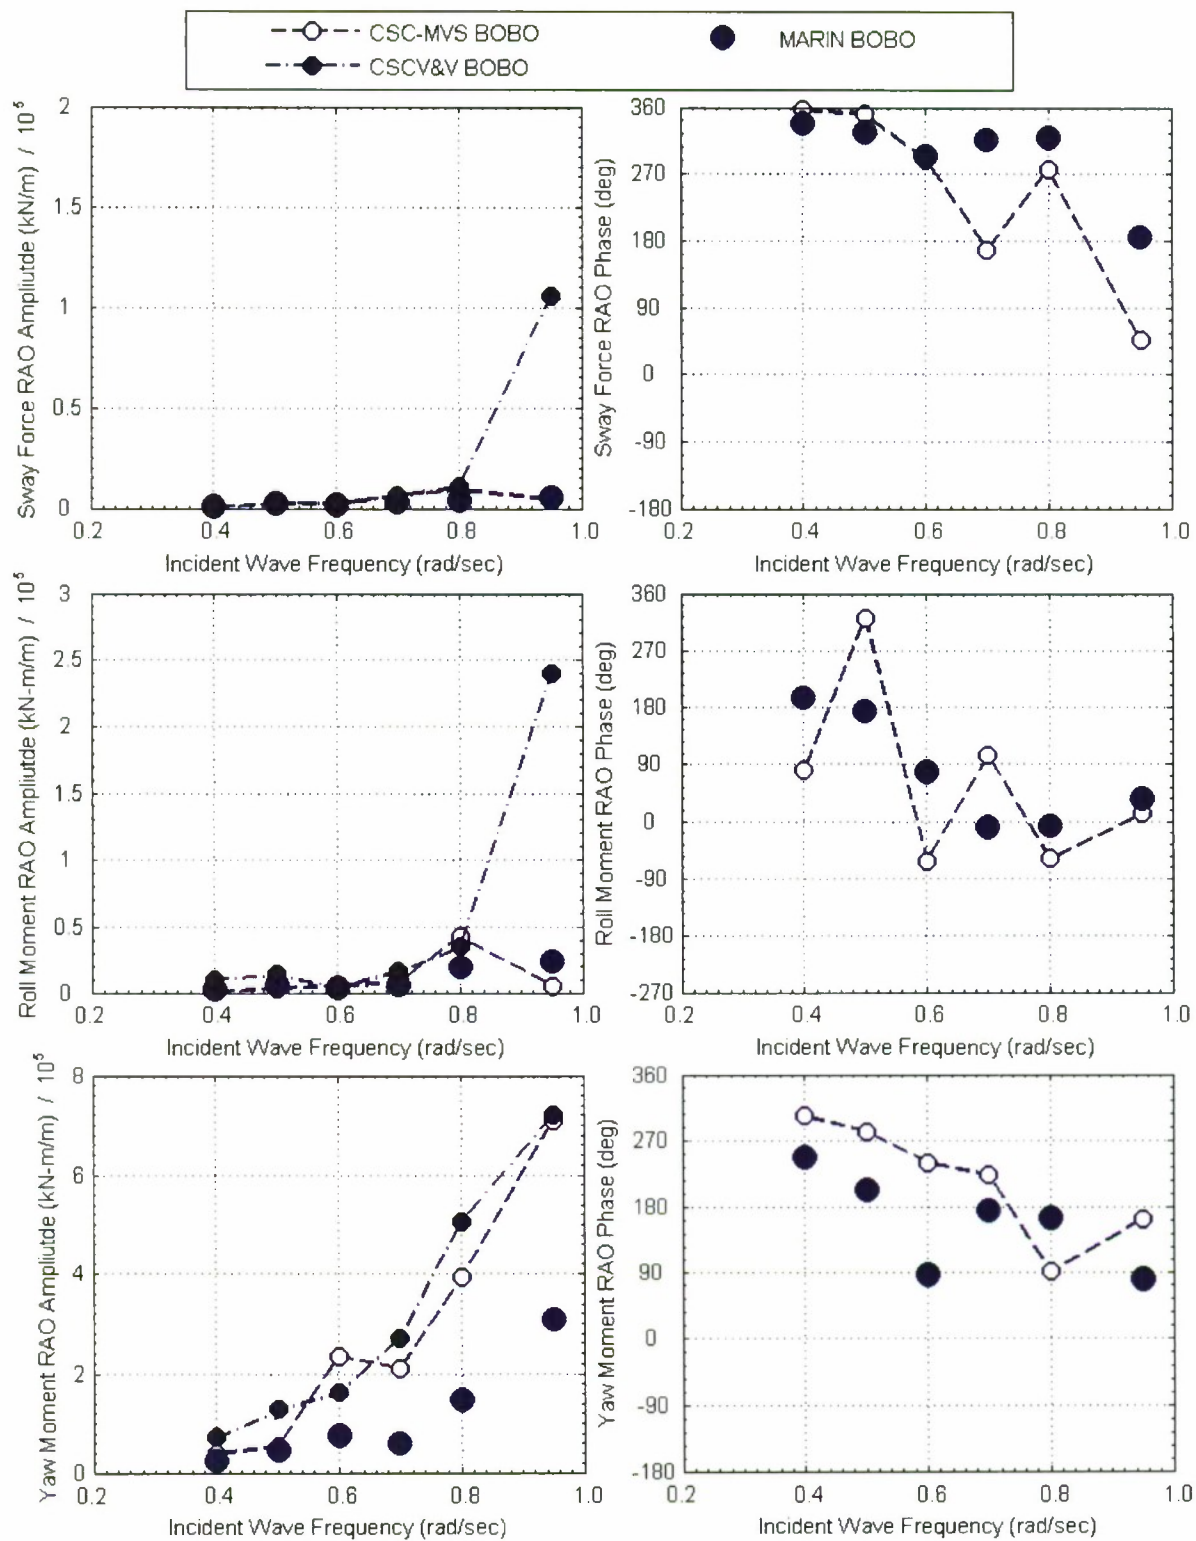 CSC-MVS BOBO
MARIN BOBO
CSCV&V BOBO
Sway Force RAO Ampliutde (kN/m) / 10⁵
2
1.5
1
0.5
0
0.2 0.4 0.6 0.8 1.0
Incident Wave Frequency (rad/sec)
Sway Force RAO Phase (deg)
360
270
180
90
0
-90
-180
0.2 0.4 0.6 0.8 1.0
Incident Wave Frequency (rad/sec)
Roll Moment RAO Ampliutde (kN-m/m) / 10⁵
3
2.5
2
1.5
1
0.5
0
0.2 0.4 0.6 0.8 1.0
Incident Wave Frequency (rad/sec)
Roll Moment RAO Phase (deg)
360
270
180
90
0
-90
-180
-270
0.2 0.4 0.6 0.8 1.0
Incident Wave Frequency (rad/sec)
Yaw Moment RAO Ampliutde (kN-m/m) / 10⁵
8
6
4
2
0
0.2 0.4 0.6 0.8 1.0
Incident Wave Frequency (rad/sec)
Yaw Moment RAO Phase (deg)
360
270
180
90
0
-90
-180
0.2 0.4 0.6 0.8 1.0
Incident Wave Frequency (rad/sec)